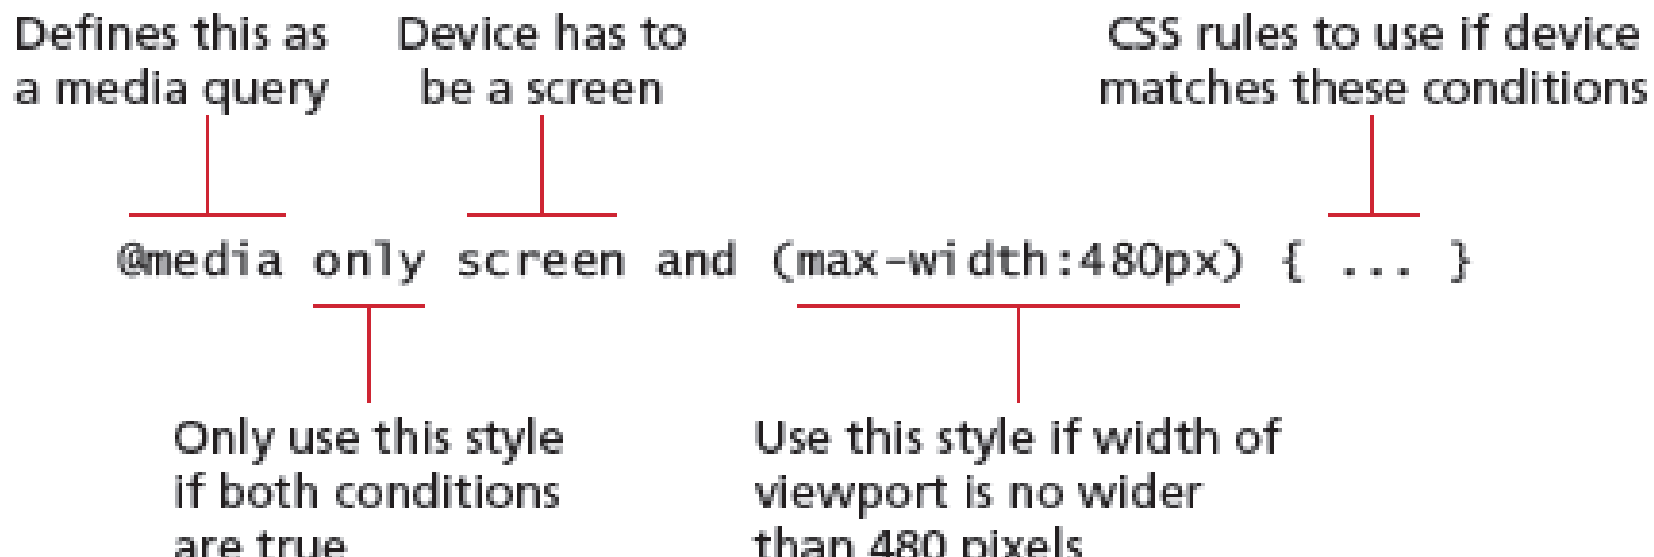 Defines this as
a media query
Device has to
be a screen
CSS rules to use if device
matches these conditions
@media only screen and (max-width:480px) { ... }
Only use this style
if both conditions
are true
Use this style if width of
viewport is no wider
than 480 pixels